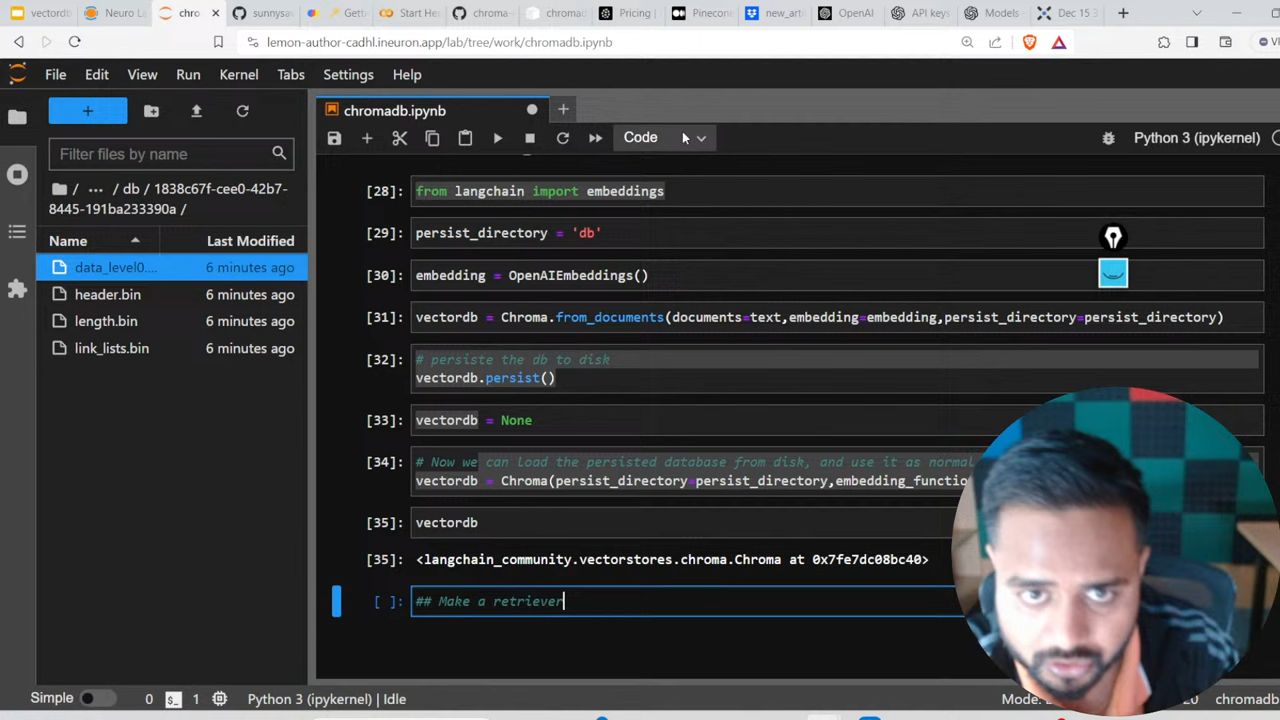 vectordb
Neuro La
chro
sunnysav
Getti
Start He
chroma-
chromad
Pricing |
Pinecone
new_arti
OpenAI
API keys
Models -
Dec 15 3
lemon-author-cadhl.ineuron.app/lab/tree/work/chromadb.ipynb
VP
File Edit View Run Kernel Tabs Settings Help
chromadb.ipynb
Code
Python 3 (ipykernel)
Filter files by name
/ ... / db / 1838c67f-cee0-42b7-
8445-191ba233390a /
Name Last Modified
data_level0.... 6 minutes ago
header.bin 6 minutes ago
length.bin 6 minutes ago
link_lists.bin 6 minutes ago
[28]: from langchain import embeddings
[29]: persist_directory = 'db'
[30]: embedding = OpenAIEmbeddings()
[31]: vectordb = Chroma.from_documents(documents=text,embedding=embedding,persist_directory=persist_directory)
[32]: # persiste the db to disk
vectordb.persist()
[33]: vectordb = None
[34]: # Now we can load the persisted database from disk, and use it as normal
vectordb = Chroma(persist_directory=persist_directory,embedding_functio
[35]: vectordb
[35]: <langchain_community.vectorstores.chroma.Chroma at 0x7fe7dc08bc40>
[ ]: ## Make a retriever
Simple 0 $_ 1 Python 3 (ipykernel) | Idle
Mode:
20
chromadb